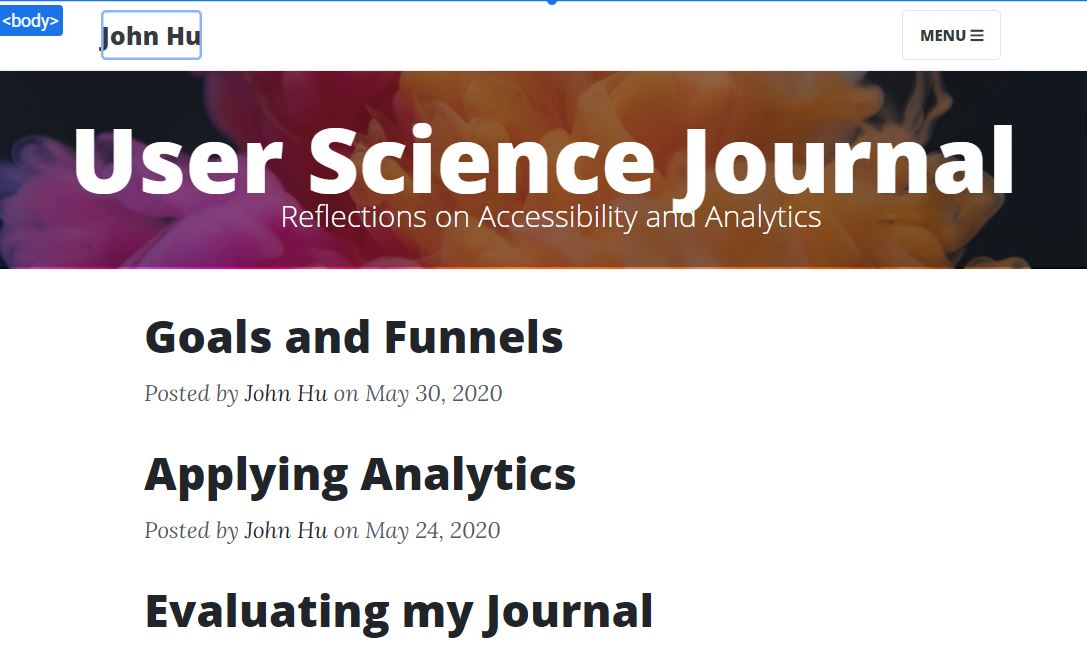 <body>
John Hu
MENU
User Science Journal
Reflections on Accessibility and Analytics
Goals and Funnels
Posted by John Hu on May 30, 2020
Applying Analytics
Posted by John Hu on May 24, 2020
Evaluating my Journal